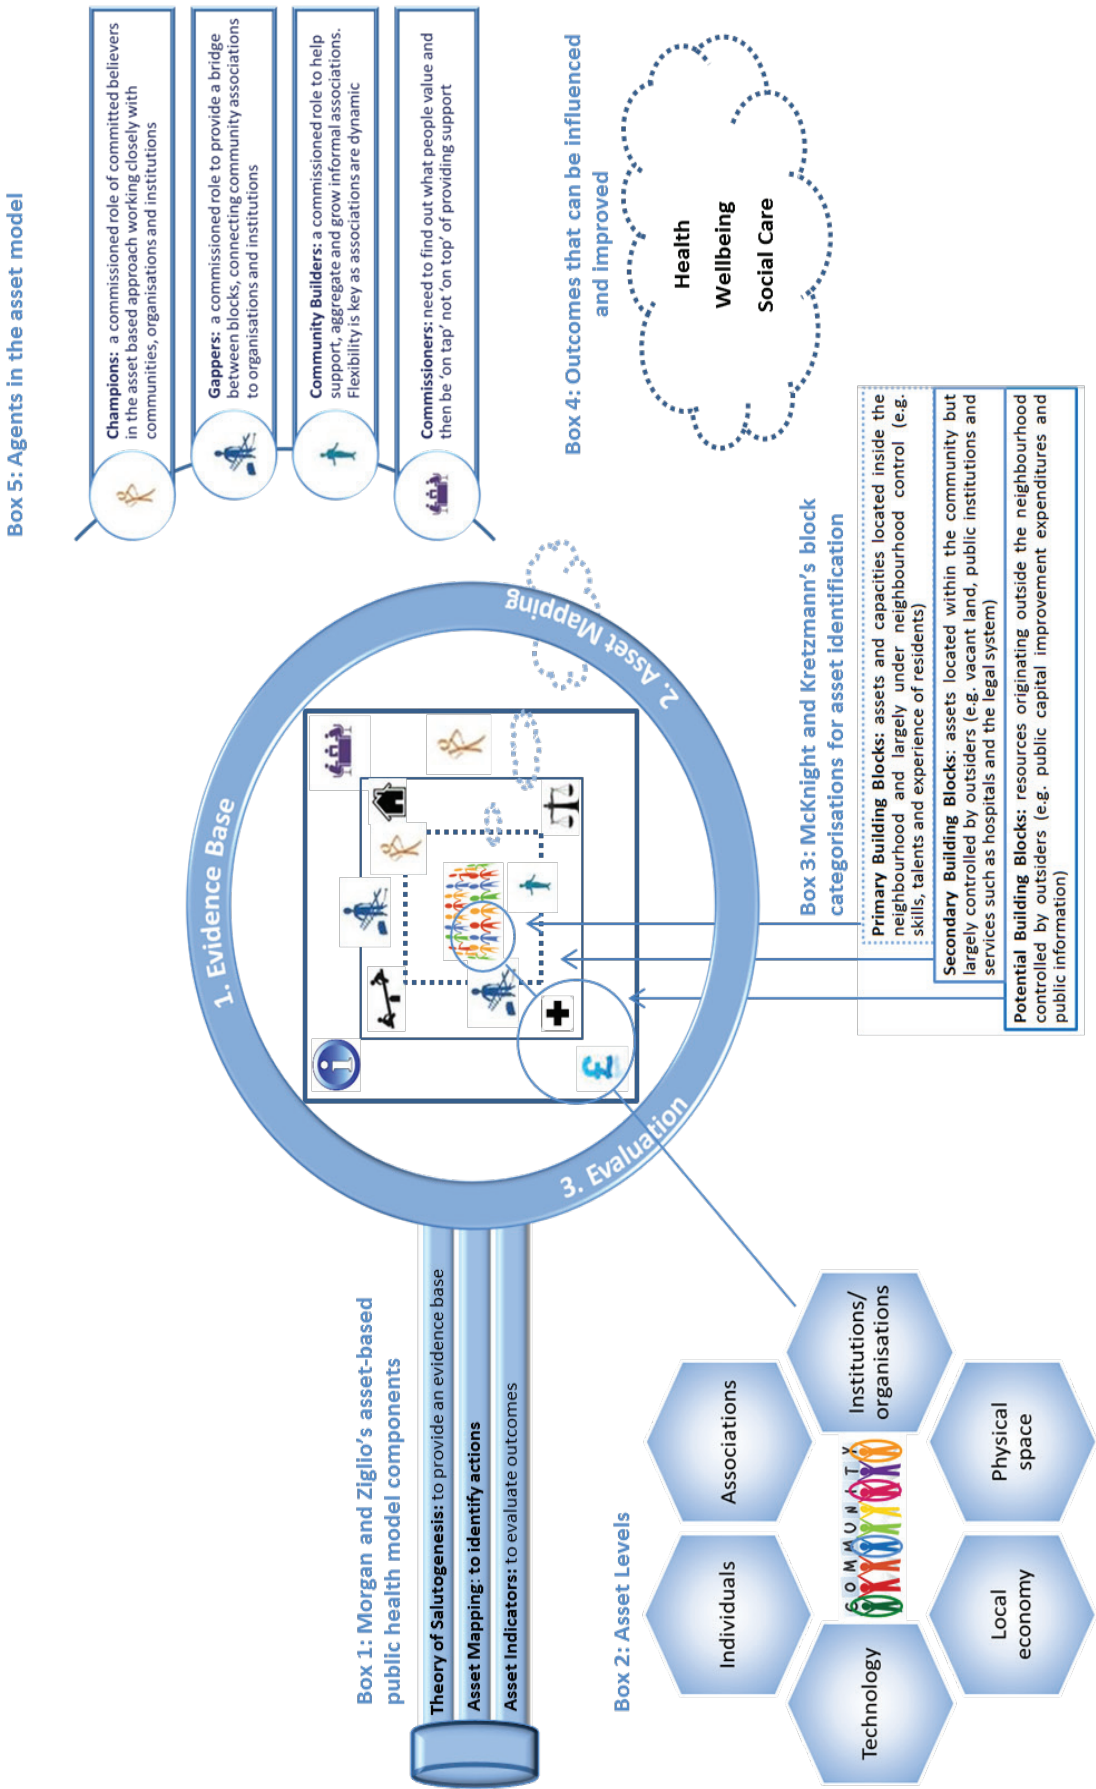 Box 1: Morgan and Ziglio's asset-based
public health model components
Theory of Salutogenesis: to provide an evidence base
Asset Mapping: to identify actions
Asset Indicators: to evaluate outcomes
Box 2: Asset Levels
Individuals
Associations
Technology
COMMUNITY
Institutions/
organisations
Local
economy
Physical
space
1. Evidence Base
2. Asset Mapping
3. Evaluation
i
£
Box 3: McKnight and Kretzmann's block
categorisations for asset identification
Primary Building Blocks: assets and capacities located inside the
neighbourhood and largely under neighbourhood control (e.g.
skills, talents and experience of residents)
Secondary Building Blocks: assets located within the community but
largely controlled by outsiders (e.g. vacant land, public institutions and
services such as hospitals and the legal system)
Potential Building Blocks: resources originating outside the neighbourhood
controlled by outsiders (e.g. public capital improvement expenditures and
public information)
Box 4: Outcomes that can be influenced
and improved
Health
Wellbeing
Social Care
Box 5: Agents in the asset model
Champions: a commissioned role of committed believers
in the asset based approach working closely with
communities, organisations and institutions
Gappers: a commissioned role to provide a bridge
between blocks, connecting community associations
to organisations and institutions
Community Builders: a commissioned role to help
support, aggregate and grow informal associations.
Flexibility is key as associations are dynamic
Commissioners: need to find out what people value and
then be 'on tap' not 'on top' of providing support